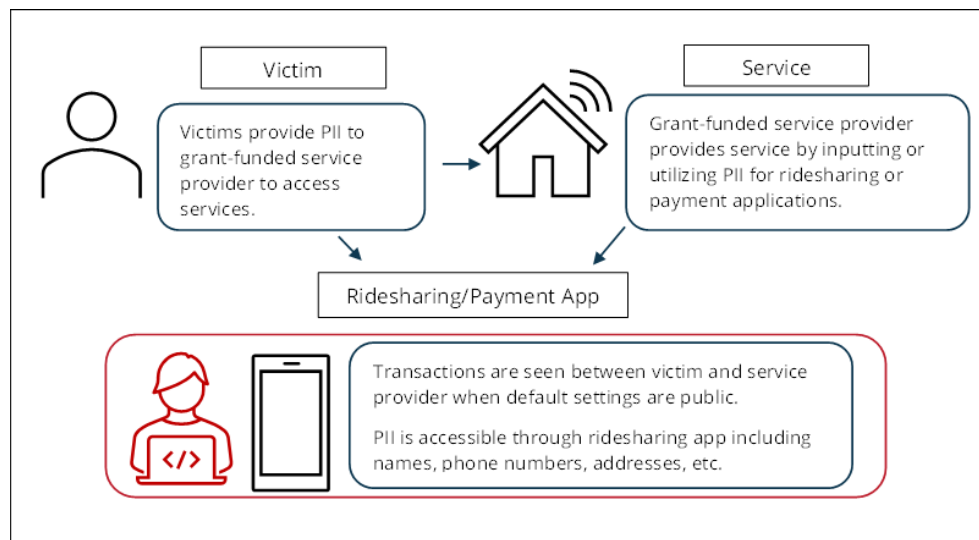 Victim
Service
Victims provide PII to
grant-funded service
provider to access
services.
Grant-funded service provider
provides service by inputting or
utilizing PII for ridesharing or
payment applications.
Ridesharing/Payment App
Transactions are seen between victim and service
provider when default settings are public.
PII is accessible through ridesharing app including
names, phone numbers, addresses, etc.
</>